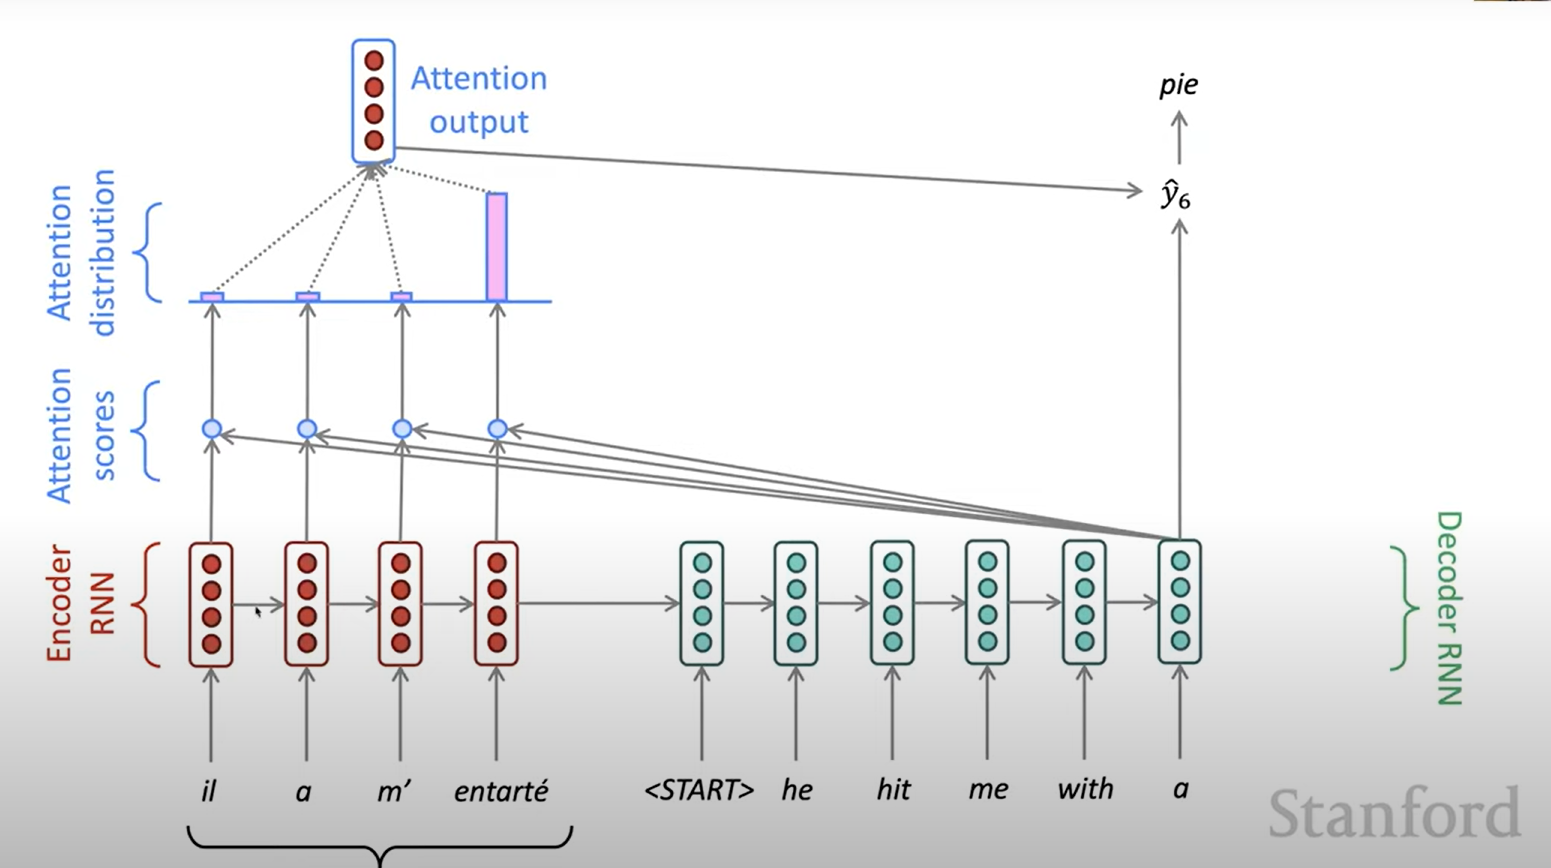 Attention
output
pie
ŷ₆
Attention
distribution
Attention
scores
Encoder
RNN
Decoder RNN
il a m’ entarté <START> he hit me with a
Stanford